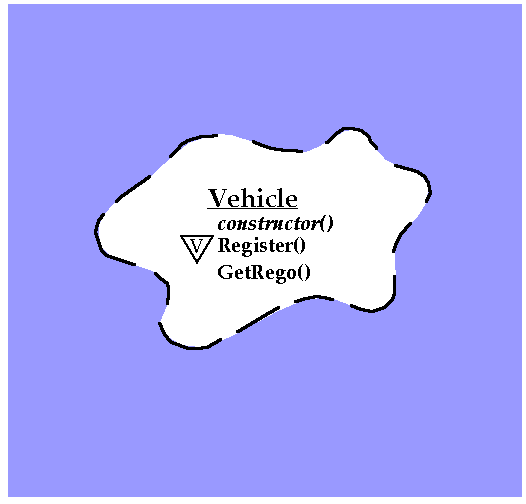 Vehicle
constructor()
V Register()
GetRego()